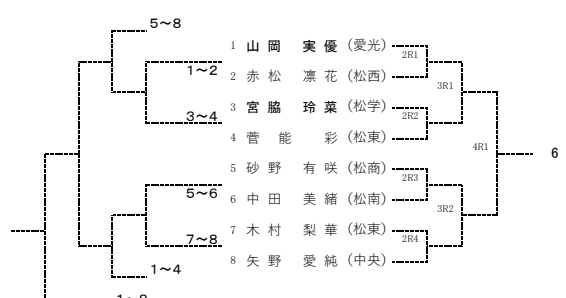 5～8
1 山岡 実優 (愛光)
2R1
1～2
2 赤松 凛花 (松西)
3R1
3 宮脇 玲菜 (松学)
3～4
2R2
4 菅能 彩 (松東)
4R1
6
5 砂野 有咲 (松商)
2R3
5～6
6 中田 美緒 (松南)
3R2
7 木村 梨華 (松東)
7～8
2R4
8 矢野 愛純 (中央)
1～4